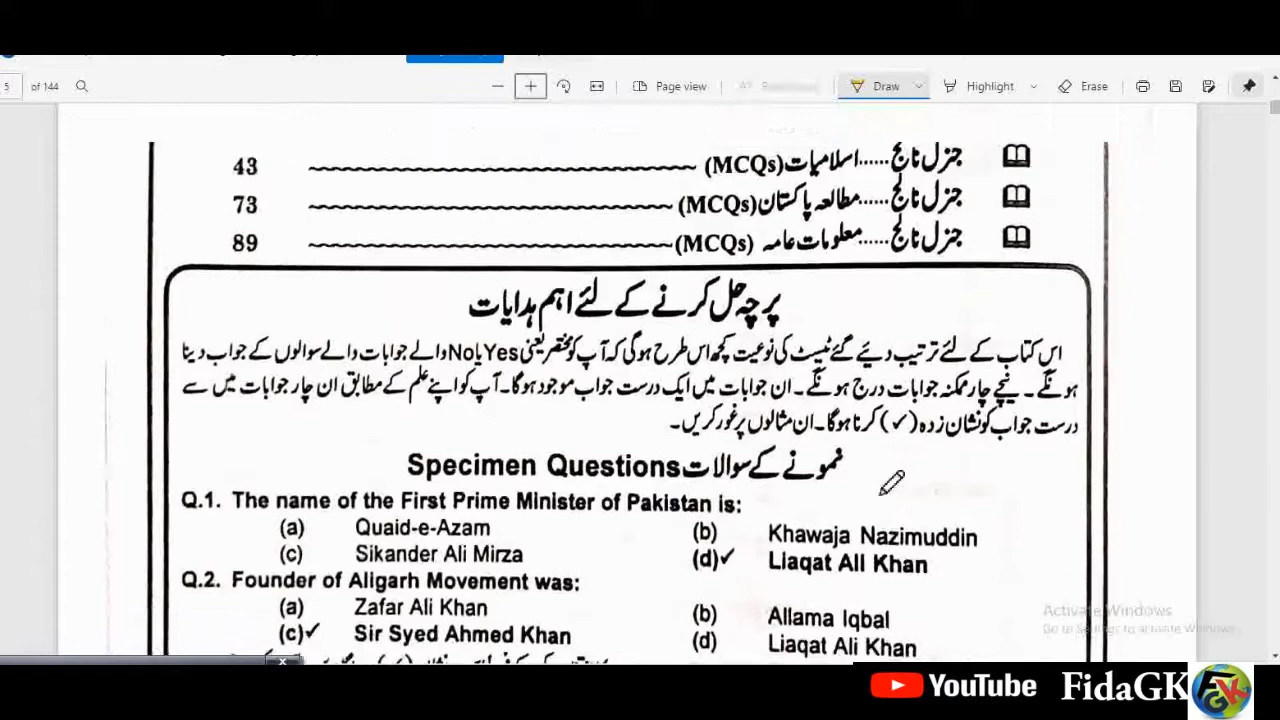 5 of 144 Page view Draw Highlight Erase
جنرل نالج......اسلامیات(MCQs) 43
جنرل نالج......مطالعہ پاکستان(MCQs) 73
جنرل نالج......معلومات عامہ (MCQs) 89
پرچہ حل کرنے کے لئے اہم ہدایات
اس کتاب کے لئے ترتیب دیئے گئے ٹیسٹ کی نوعیت کچھ اس طرح ہوگی کہ آپ کو مختصر یعنی Yes یا No والے جوابات والے سوالوں کے جواب دینا
ہونگے۔ نیچے چار ممکنہ جوابات درج ہونگے۔ ان جوابات میں ایک درست جواب موجود ہوگا۔ آپ کو اپنے علم کے مطابق ان چار جوابات میں سے
درست جواب کو نشان زدہ (✓) کرنا ہوگا۔ ان مثالوں پر غور کریں۔
نمونے کے سوالات Specimen Questions
Q.1. The name of the First Prime Minister of Pakistan is:
(a) Quaid-e-Azam (b) Khawaja Nazimuddin
(c) Sikander Ali Mirza (d)✓ Liaqat Ali Khan
Q.2. Founder of Aligarh Movement was:
(a) Zafar Ali Khan (b) Allama Iqbal
(c)✓ Sir Syed Ahmed Khan (d) Liaqat Ali Khan
Activate Windows
Go to Settings to activate Windows.
YouTube FidaGK